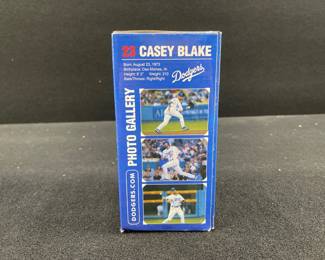 23 CASEY BLAKE
Born: August 23, 1973
Birthplace: Des Moines, IA
Height: 6' 2" Weight: 210
Bats/Throws: Right/Right
Dodgers
PHOTO GALLERY
DODGERS.COM